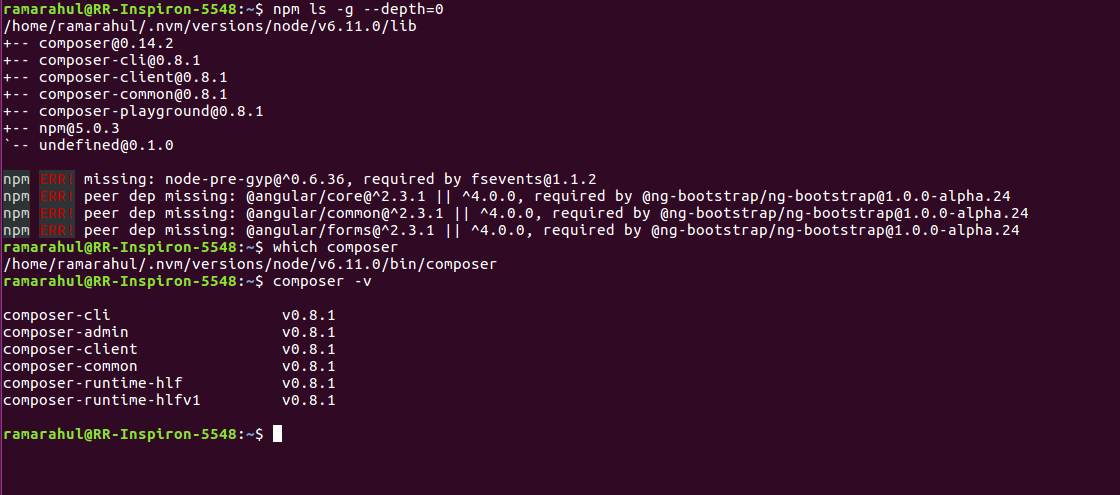 ramarahul@RR-Inspiron-5548:~$ npm ls -g --depth=0
/home/ramarahul/.nvm/versions/node/v6.11.0/lib
+-- composer@0.14.2
+-- composer-cli@0.8.1
+-- composer-client@0.8.1
+-- composer-common@0.8.1
+-- composer-playground@0.8.1
+-- npm@5.0.3
`-- undefined@0.1.0
npm ERR! missing: node-pre-gyp@^0.6.36, required by fsevents@1.1.2
npm ERR! peer dep missing: @angular/core@^2.3.1 || ^4.0.0, required by @ng-bootstrap/ng-bootstrap@1.0.0-alpha.24
npm ERR! peer dep missing: @angular/common@^2.3.1 || ^4.0.0, required by @ng-bootstrap/ng-bootstrap@1.0.0-alpha.24
npm ERR! peer dep missing: @angular/forms@^2.3.1 || ^4.0.0, required by @ng-bootstrap/ng-bootstrap@1.0.0-alpha.24
ramarahul@RR-Inspiron-5548:~$ which composer
/home/ramarahul/.nvm/versions/node/v6.11.0/bin/composer
ramarahul@RR-Inspiron-5548:~$ composer -v
composer-cli v0.8.1
composer-admin v0.8.1
composer-client v0.8.1
composer-common v0.8.1
composer-runtime-hlf v0.8.1
composer-runtime-hlfv1 v0.8.1
ramarahul@RR-Inspiron-5548:~$